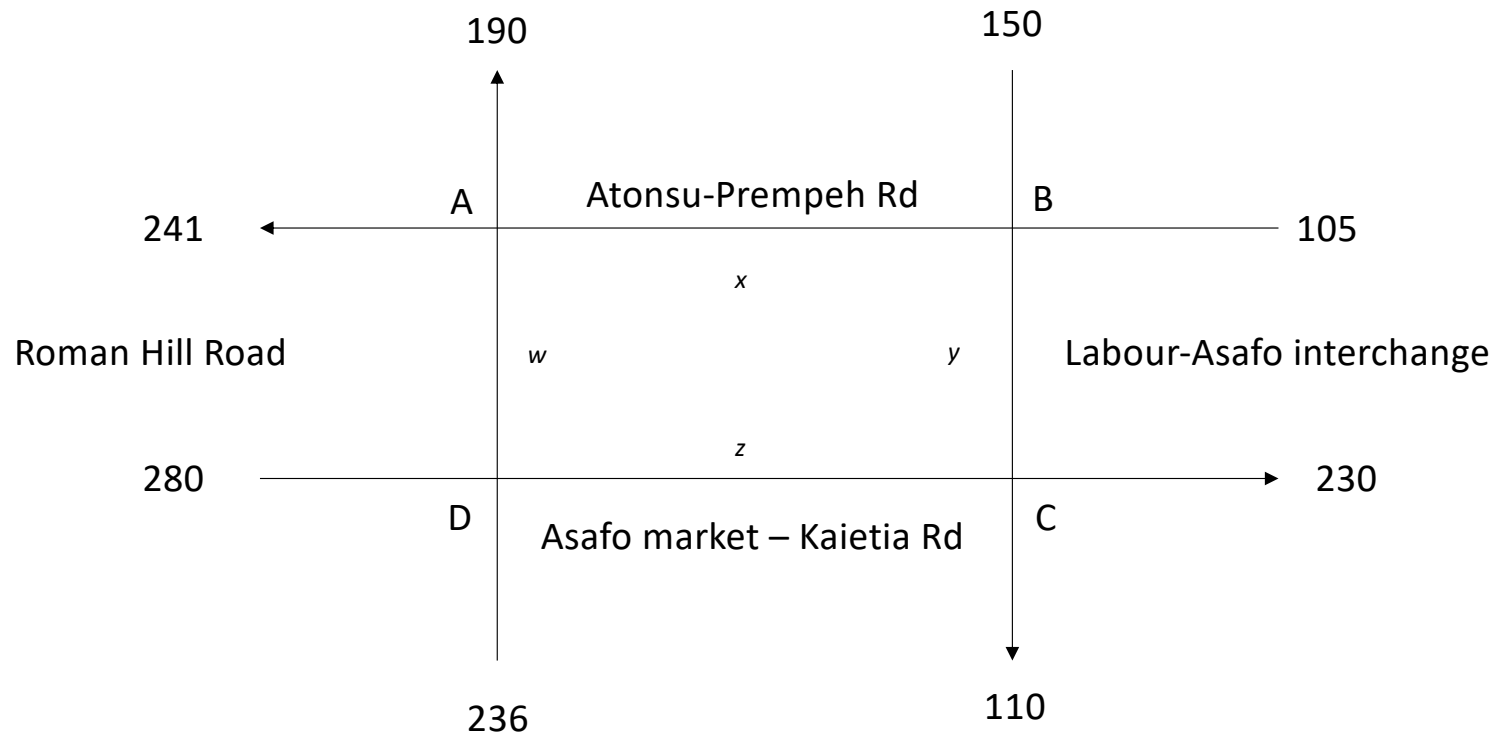 190
150
A
Atonsu-Prempeh Rd
B
241
105
x
Roman Hill Road
w
y
Labour-Asafo interchange
z
280
230
D
Asafo market – Kaietia Rd
C
236
110